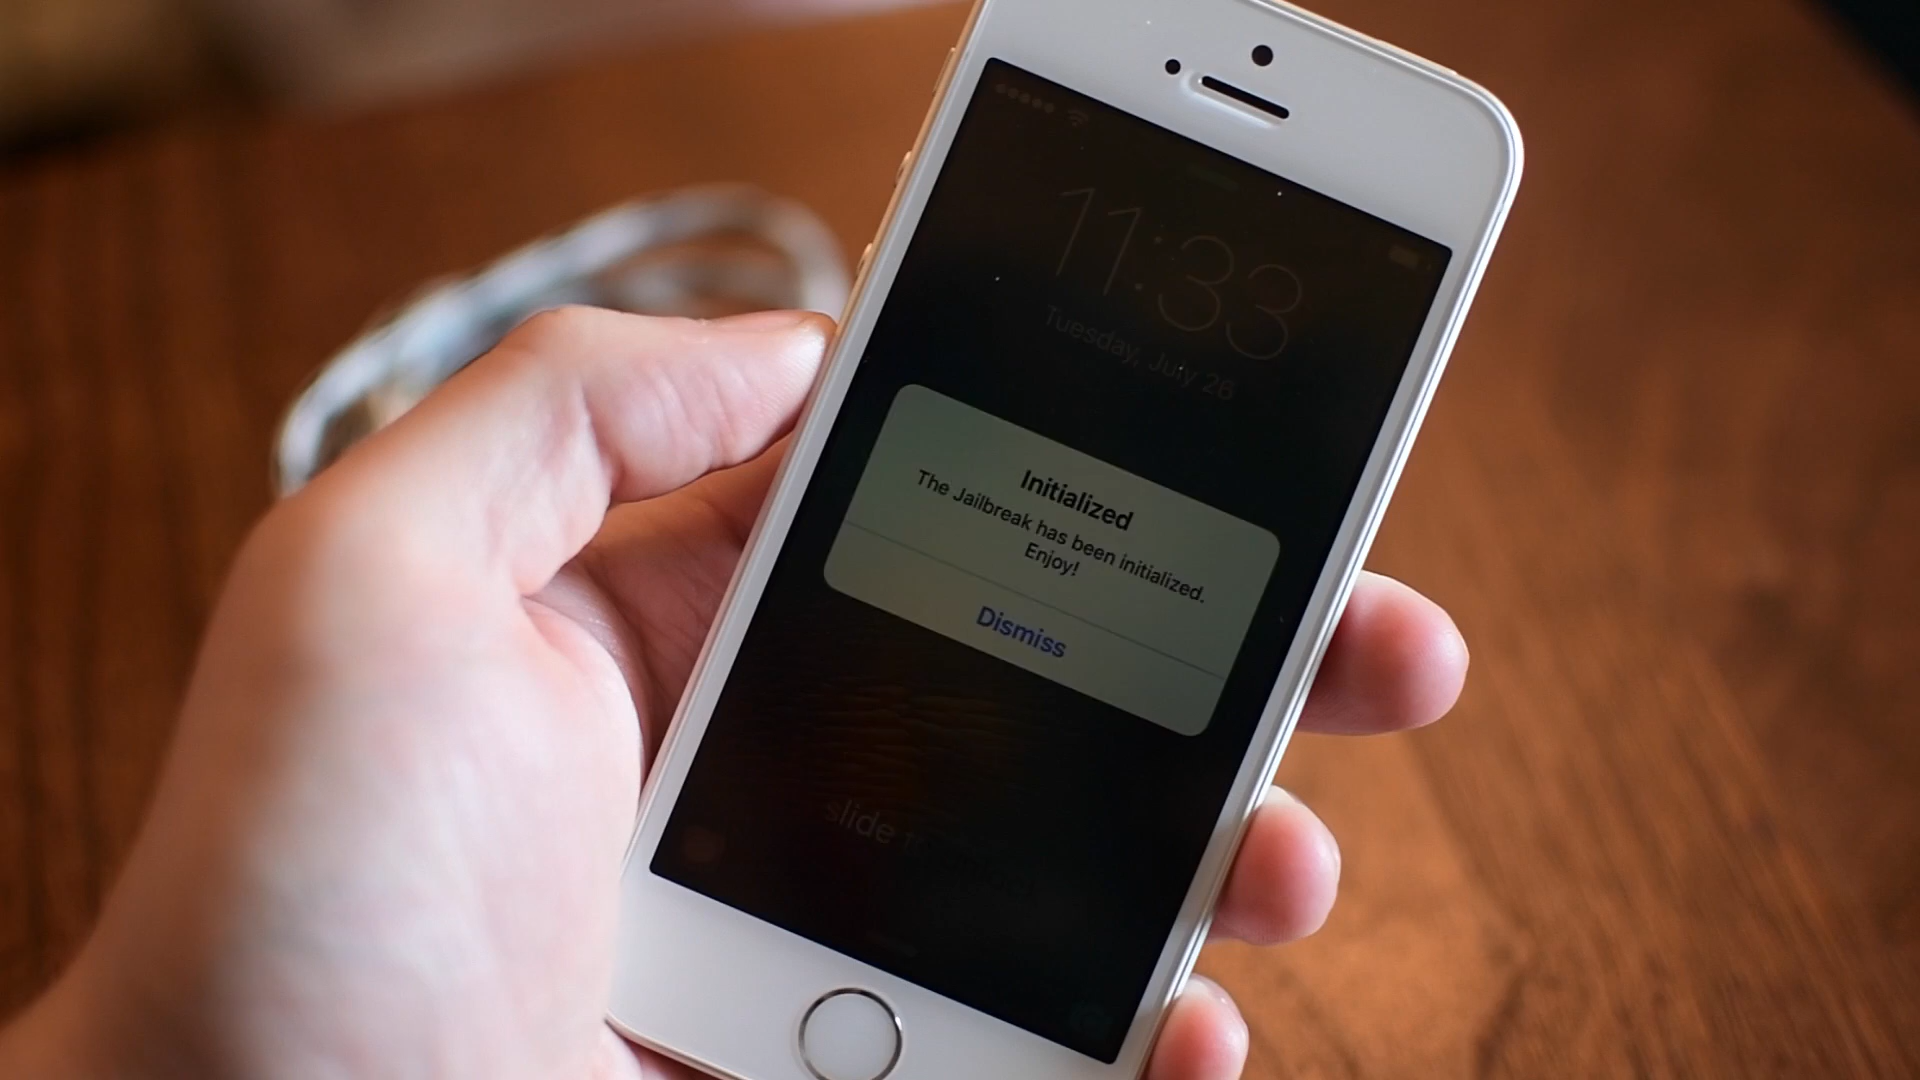 11:33
Tuesday, July 26
Initialized
The Jailbreak has been initialized.
Enjoy!
Dismiss
slide